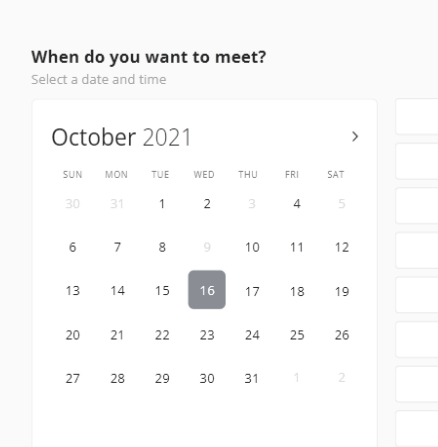 When do you want to meet?
Select a date and time
October 2021
SUN MON TUE WED THU FRI SAT
30 31 1 2 3 4 5
6 7 8 9 10 11 12
13 14 15 16 17 18 19
20 21 22 23 24 25 26
27 28 29 30 31 1 2